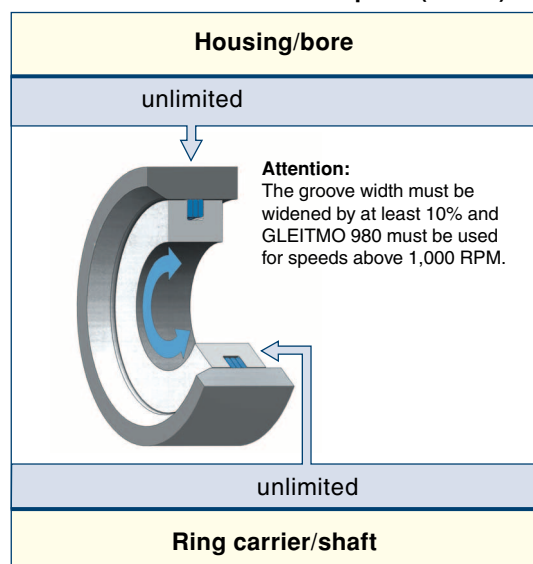 Housing/bore
unlimited
Attention:
The groove width must be
widened by at least 10% and
GLEITMO 980 must be used
for speeds above 1,000 RPM.
unlimited
Ring carrier/shaft